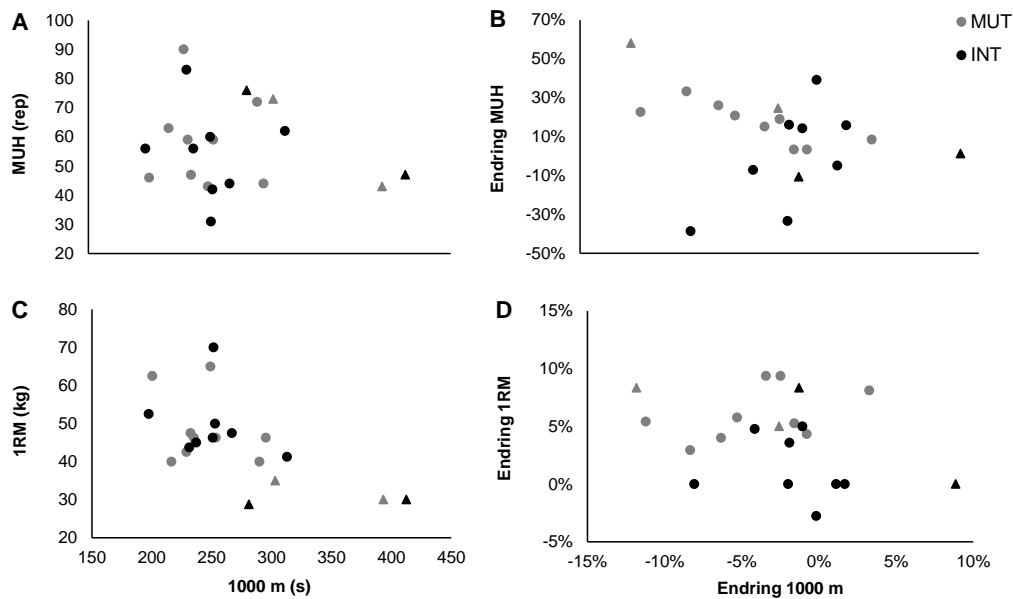 A
100
90
80
70
60
50
40
30
20
MUH (rep)
B
70%
50%
30%
10%
-10%
-30%
-50%
Endring MUH
MUT
INT
C
80
70
60
50
40
30
20
1RM (kg)
150 200 250 300 350 400 450
1000 m (s)
D
15%
10%
5%
0%
-5%
Endring 1RM
-15% -10% -5% 0% 5% 10%
Endring 1000 m